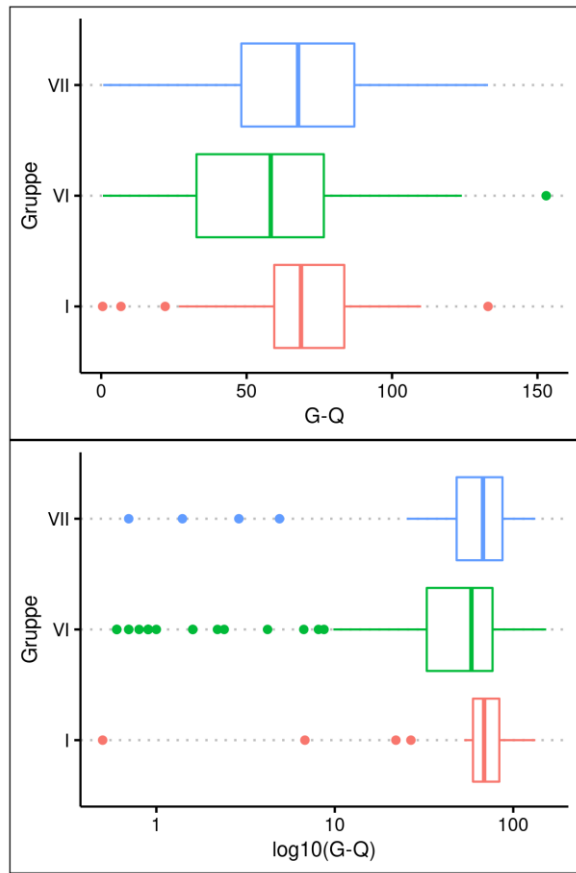 VII
VI
I
Gruppe
0 50 100 150
G-Q
VII
VI
I
Gruppe
1 10 100
log10(G-Q)